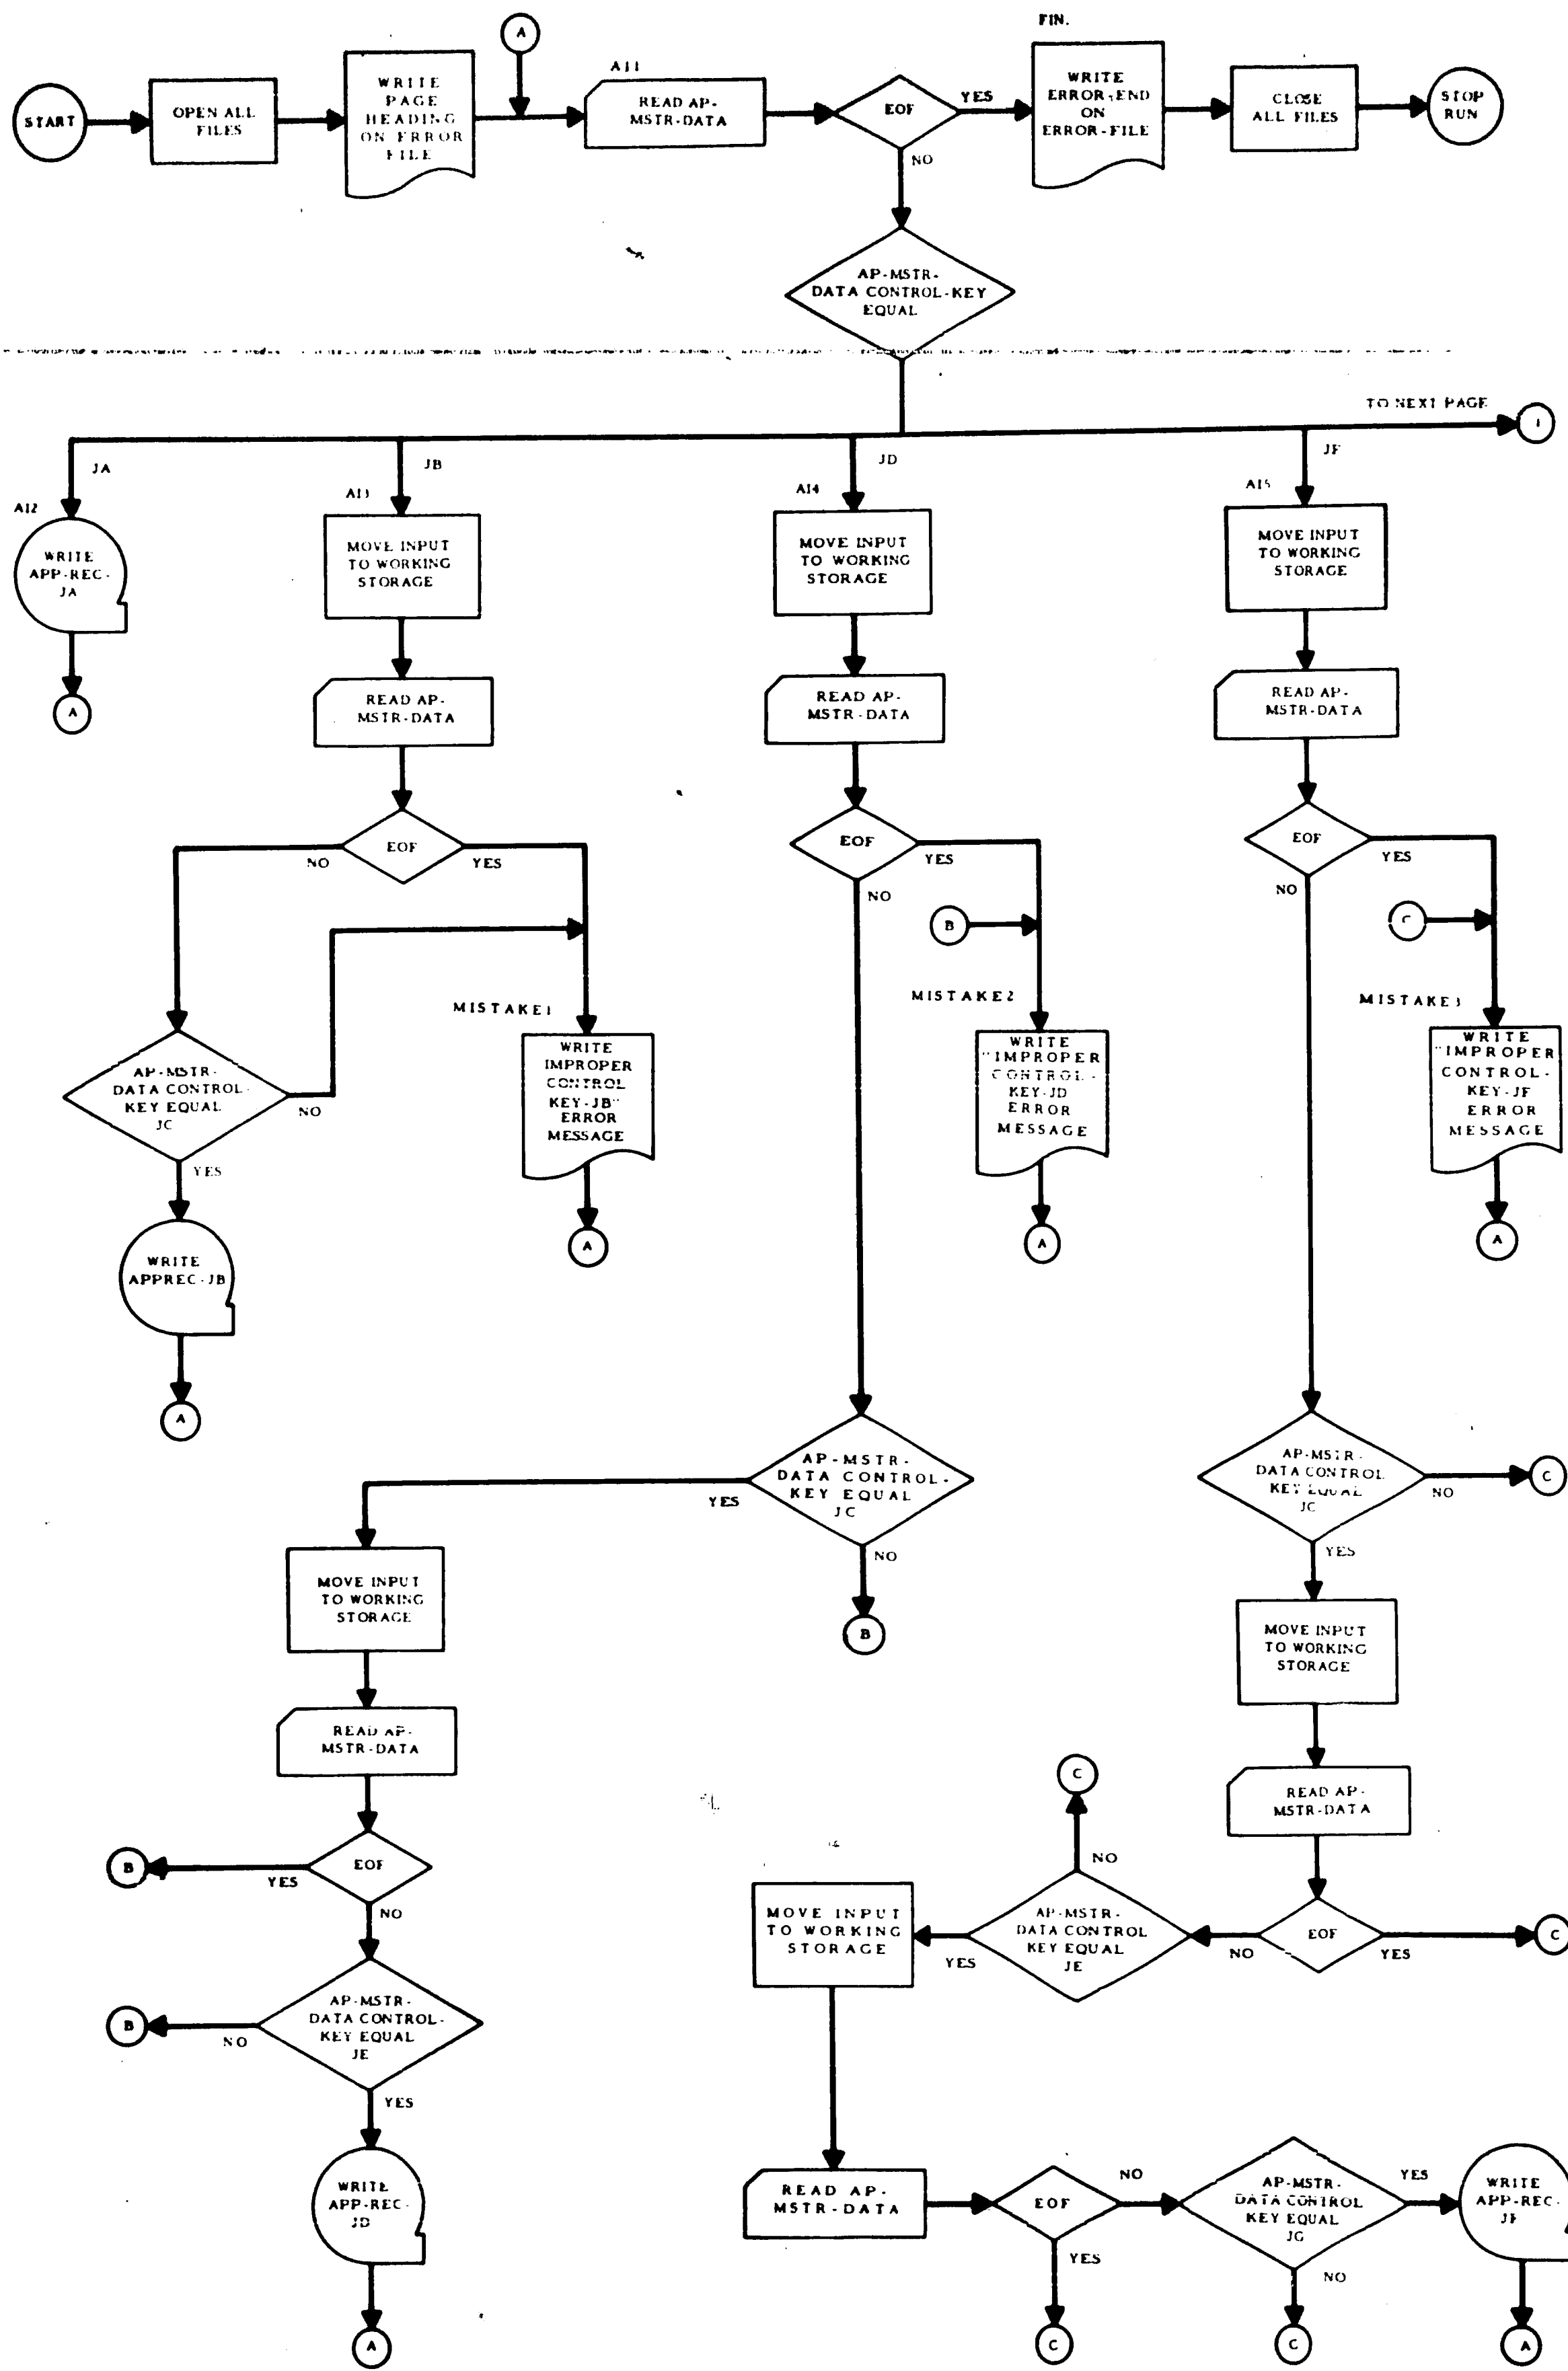 FIN.
A
A11
START
OPEN ALL
FILES
WRITE
PAGE
HEADING
ON ERROR
FILE
READ AP-
MSTR-DATA
EOF
YES
NO
WRITE
ERROR-END
ON
ERROR-FILE
CLOSE
ALL FILES
STOP
RUN
AP-MSTR-
DATA CONTROL-KEY
EQUAL
TO NEXT PAGE
1
JA
JB
JD
JF
A12
WRITE
APP-REC-
JA
A
A13
MOVE INPUT
TO WORKING
STORAGE
READ AP-
MSTR-DATA
EOF
NO
YES
MISTAKE1
AP-MSTR-
DATA CONTROL-
KEY EQUAL
JC
NO
YES
WRITE
IMPROPER
CONTROL
KEY-JB"
ERROR
MESSAGE
A
WRITE
APPREC-JB
A
A14
MOVE INPUT
TO WORKING
STORAGE
READ AP-
MSTR-DATA
EOF
YES
NO
B
MISTAKE2
WRITE
"IMPROPER
CONTROL-
KEY-JD
ERROR
MESSAGE
A
AP-MSTR-
DATA CONTROL-
KEY EQUAL
JC
YES
NO
B
MOVE INPUT
TO WORKING
STORAGE
READ AP-
MSTR-DATA
EOF
B
YES
NO
AP-MSTR-
DATA CONTROL-
KEY EQUAL
JE
B
NO
YES
WRITE
APP-REC-
JD
A
A15
MOVE INPUT
TO WORKING
STORAGE
READ AP-
MSTR-DATA
EOF
YES
NO
C
MISTAKE3
WRITE
"IMPROPER
CONTROL-
KEY-JF
ERROR
MESSAGE
A
AP-MSTR-
DATA CONTROL
KEY EQUAL
JC
NO
C
YES
MOVE INPUT
TO WORKING
STORAGE
READ AP-
MSTR-DATA
EOF
YES
C
NO
AP-MSTR-
DATA CONTROL
KEY EQUAL
JE
NO
C
YES
MOVE INPUT
TO WORKING
STORAGE
READ AP-
MSTR-DATA
EOF
NO
YES
C
AP-MSTR-
DATA CONTROL
KEY EQUAL
JG
YES
NO
C
WRITE
APP-REC-
JF
A